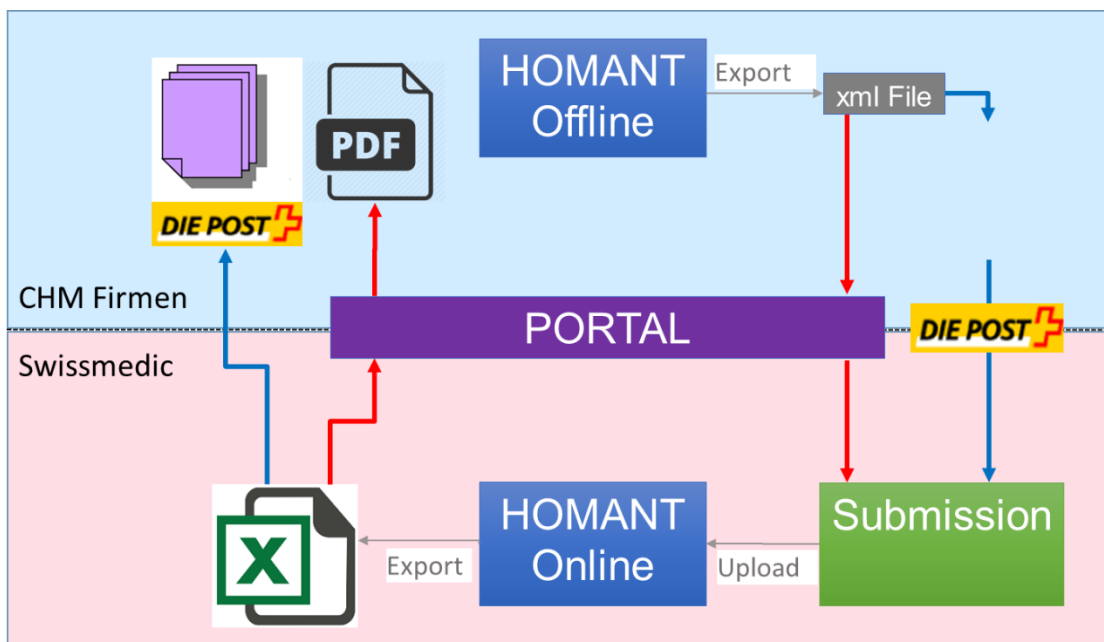 HOMANT
Offline
Export
xml File
PDF
DIE POST
CHM Firmen
PORTAL
DIE POST
Swissmedic
X
Export
HOMANT
Online
Upload
Submission